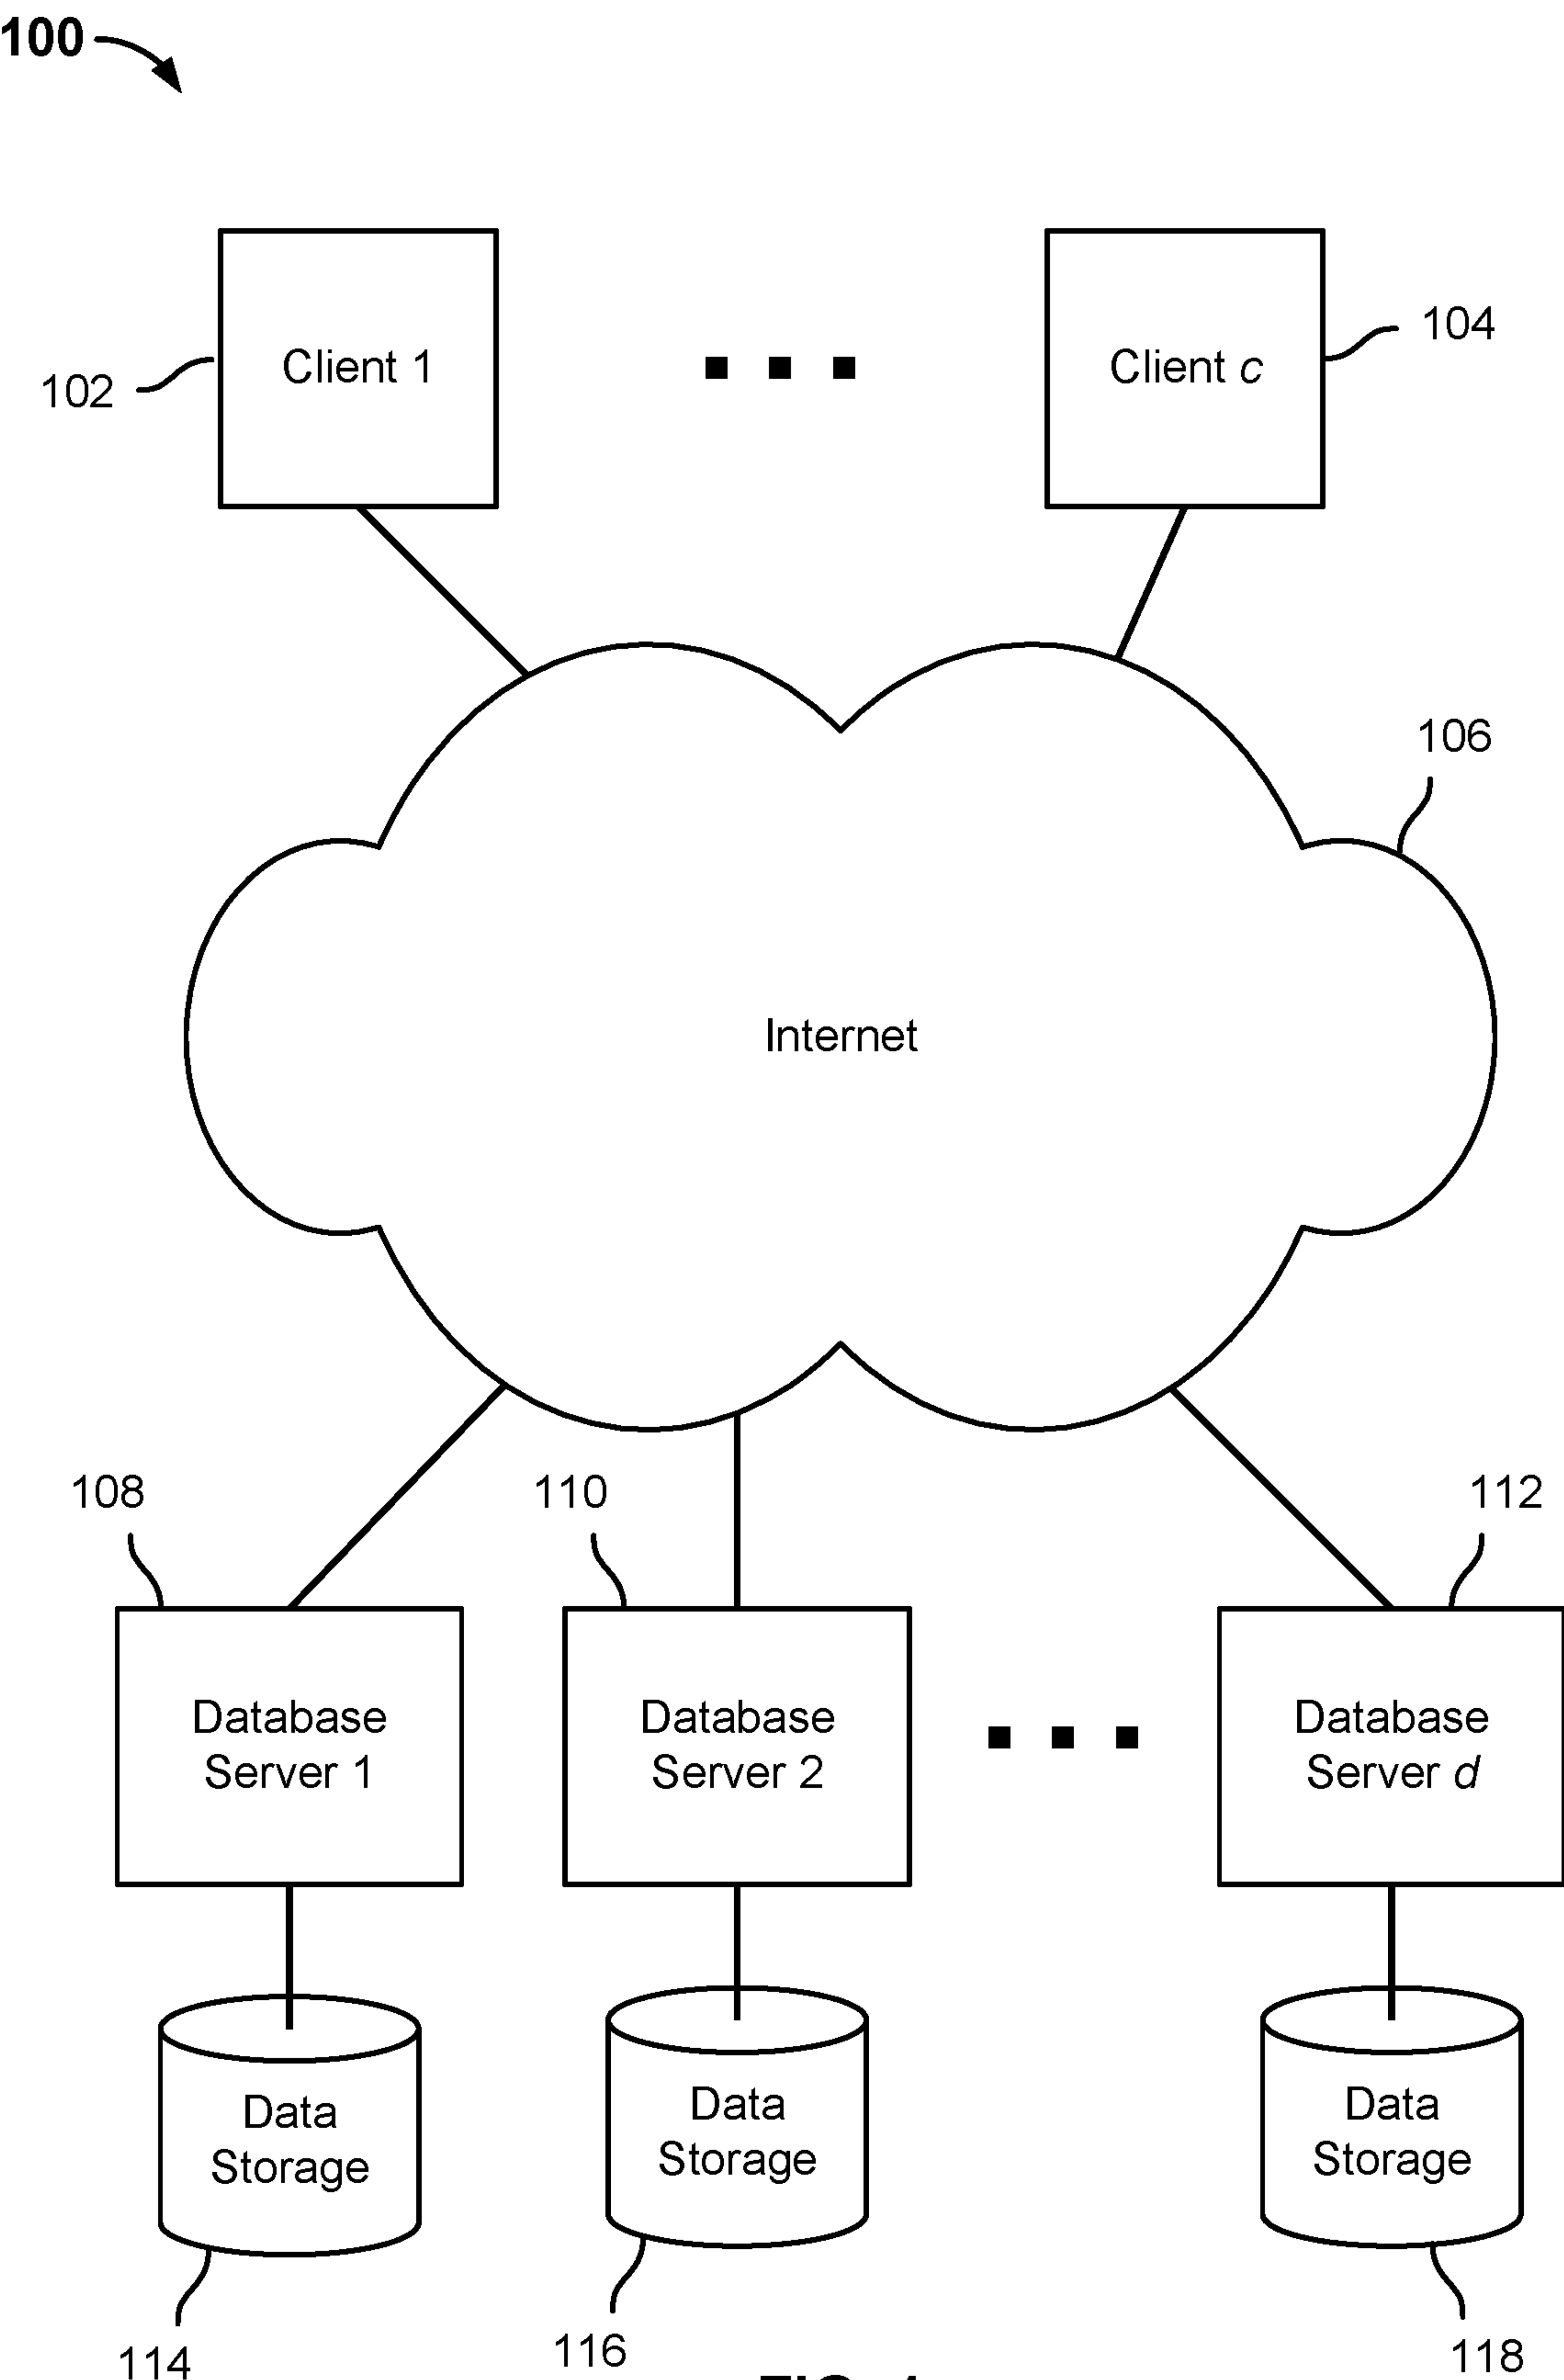 100
Client 1
Client c
102
104
106
Internet
108
110
112
Database
Server 1
Database
Server 2
Database
Server d
Data
Storage
Data
Storage
Data
Storage
114
116
118